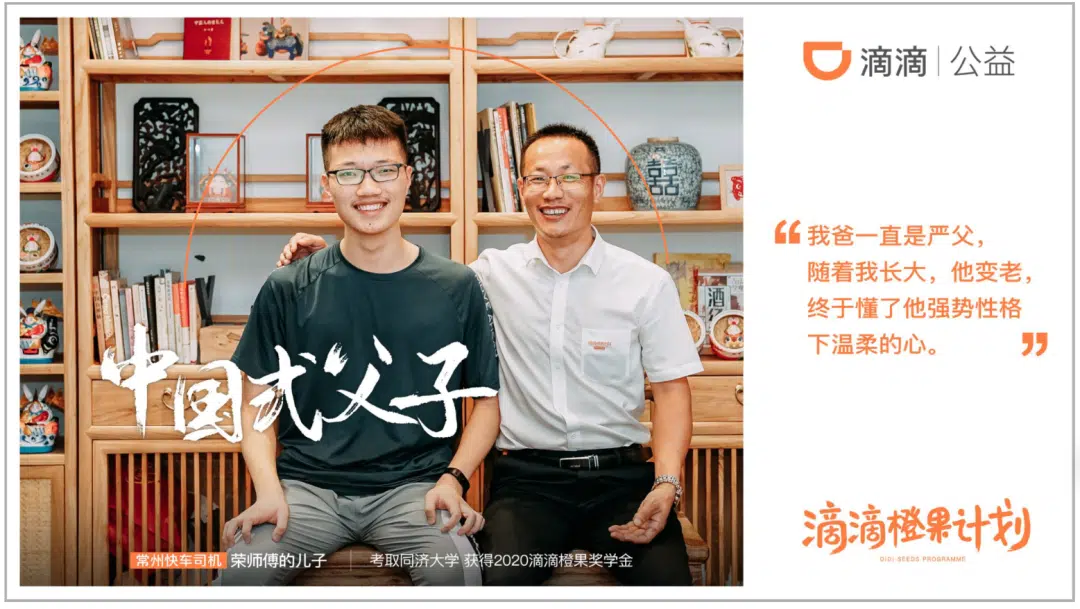 滴滴 | 公益
“我爸一直是严父，
随着我长大，他变老，
终于懂了他强势性格
下温柔的心。”
中国式父子
常州快车司机 荣师傅的儿子 | 考取同济大学 获得2020滴滴橙果奖学金
滴滴橙果计划
DIDI SEEDS PROGRAMME
囍